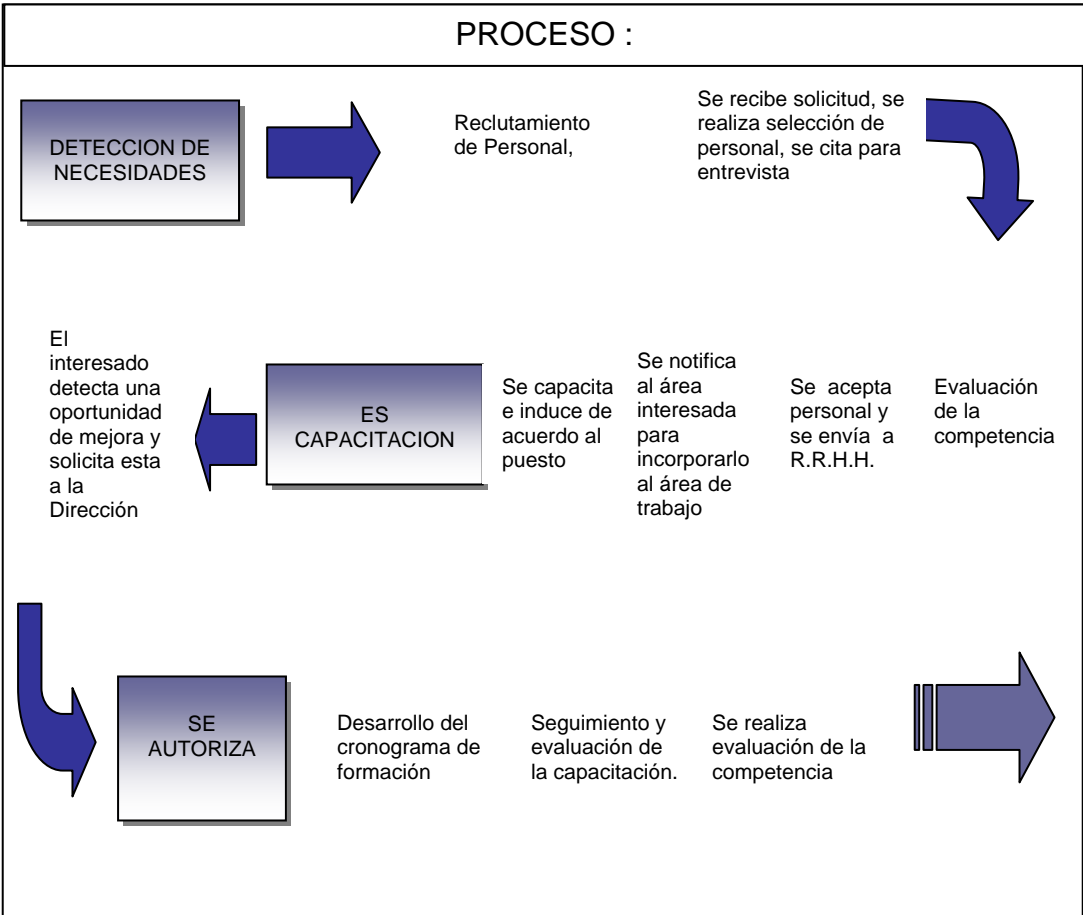 PROCESO :
DETECCION DE
NECESIDADES
Reclutamiento
de Personal,
Se recibe solicitud, se
realiza selección de
personal, se cita para
entrevista
El
interesado
detecta una
oportunidad
de mejora y
solicita esta
a la
Dirección
ES
CAPACITACION
Se capacita
e induce de
acuerdo al
puesto
Se notifica
al área
interesada
para
incorporarlo
al área de
trabajo
Se acepta
personal y
se envía a
R.R.H.H.
Evaluación
de la
competencia
SE
AUTORIZA
Desarrollo del
cronograma de
formación
Seguimiento y
evaluación de
la capacitación.
Se realiza
evaluación de la
competencia